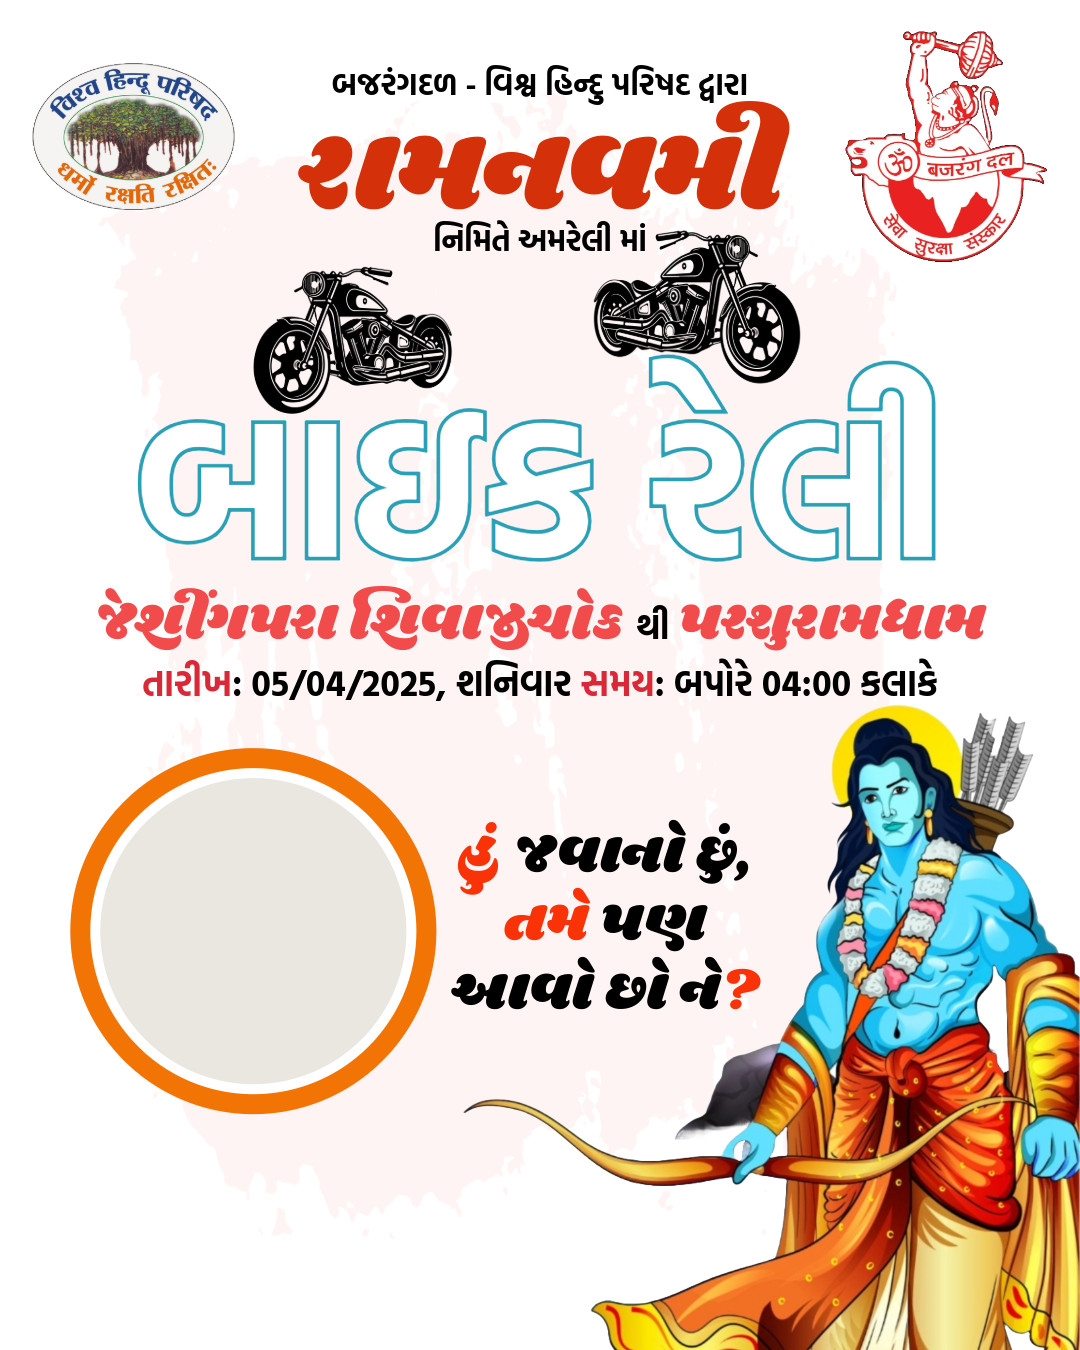 બજરંગદળ - વિશ્વ હિન્દુ પરિષદ દ્વારા
विश्व हिन्दू परिषद
धर्मो रक्षति रक्षितः
રામનવમી
ॐ
बजरंग दल
सेवा सुरक्षा संस्कार
નિમિતે અમરેલી માં
બાઈક રેલી
જેશીંગપરા શિવાજીચોક થી પરશુરામધામ
તારીખ: 05/04/2025, શનિવાર સમય: બપોરે 04:00 કલાકે
હું જવાનો છું,
તમે પણ
આવો છો ને?